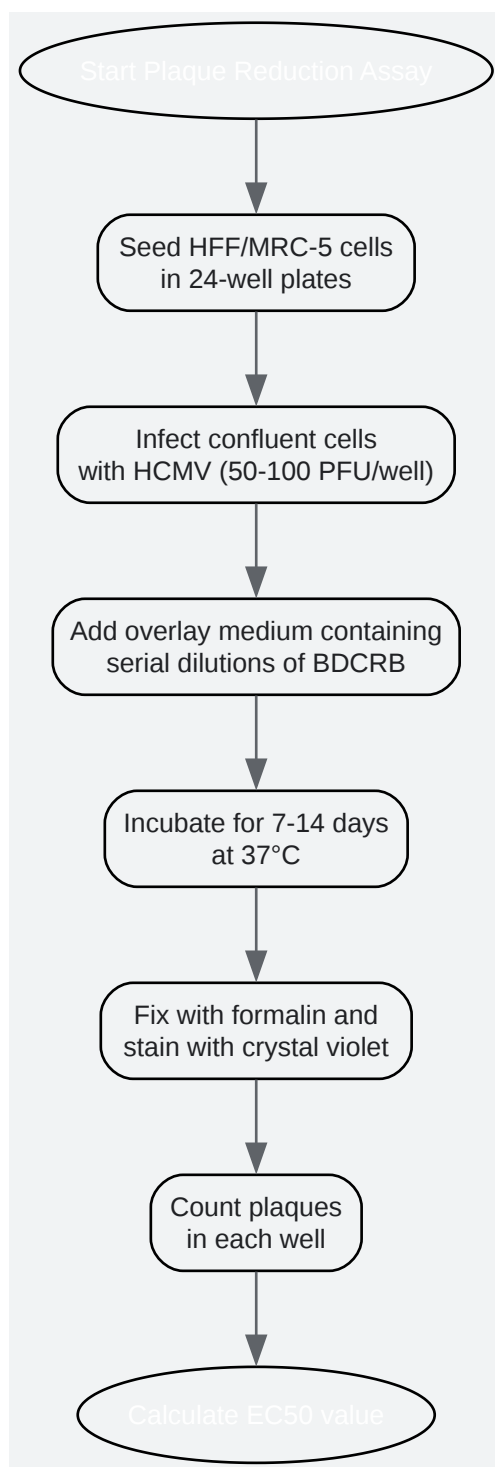 Start Plaque Reduction Assay
Seed HFF/MRC-5 cells
in 24-well plates
Infect confluent cells
with HCMV (50-100 PFU/well)
Add overlay medium containing
serial dilutions of BDCRB
Incubate for 7-14 days
at 37°C
Fix with formalin and
stain with crystal violet
Count plaques
in each well
Calculate EC50 value